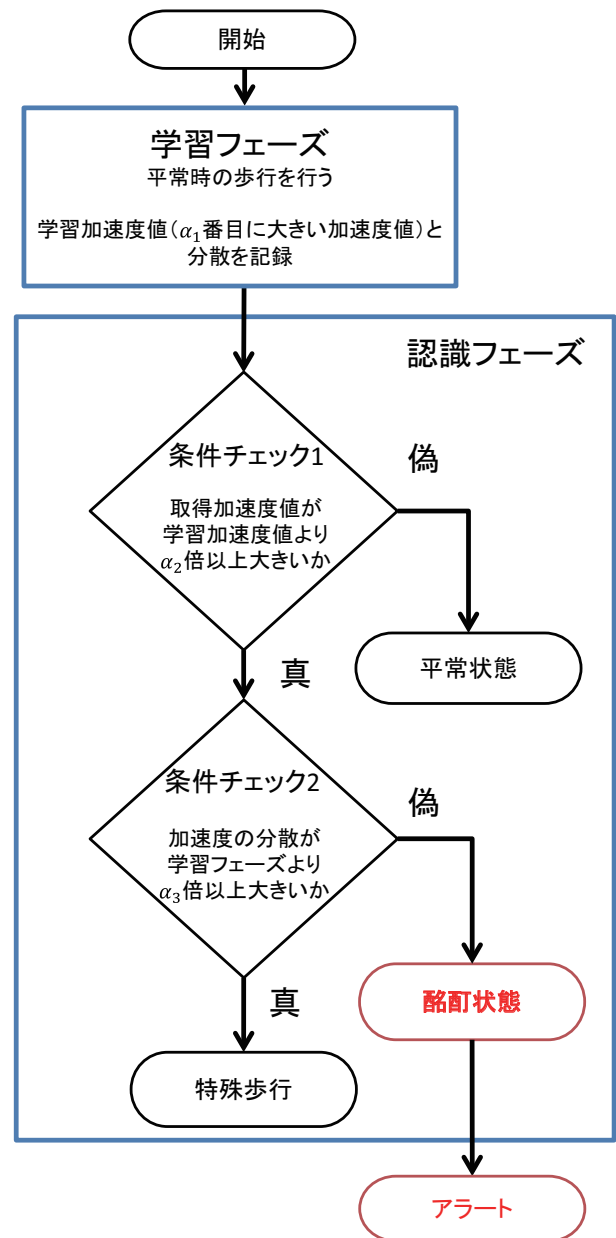 開始
学習フェーズ
平常時の歩行を行う
学習加速度値(α₁番目に大きい加速度値)と
分散を記録
認識フェーズ
条件チェック1
偽
取得加速度値が
学習加速度値より
α₂倍以上大きいか
平常状態
真
条件チェック2
偽
加速度の分散が
学習フェーズより
α₃倍以上大きいか
酩酊状態
真
特殊歩行
アラート